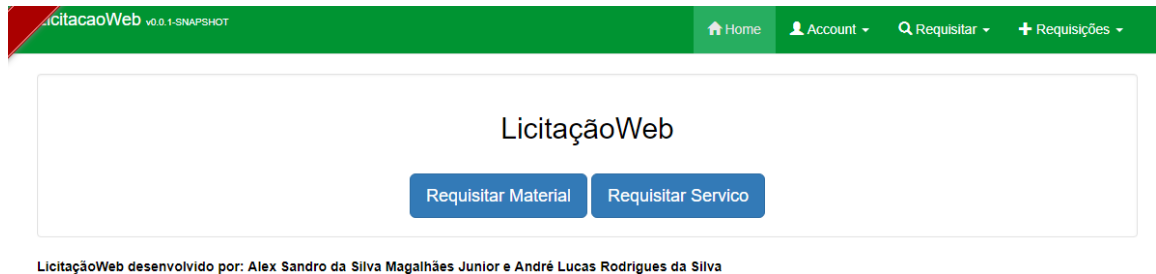 LicitacaoWeb v0.0.1-SNAPSHOT Home Account Requisitar Requisições
LicitaçãoWeb
Requisitar Material Requisitar Servico
LicitaçãoWeb desenvolvido por: Alex Sandro da Silva Magalhães Junior e André Lucas Rodrigues da Silva